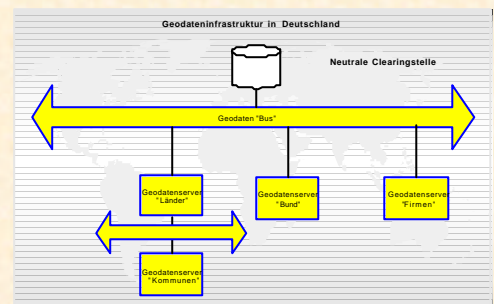 Geodateninfrastruktur in Deutschland
Neutrale Clearingstelle
Geodaten "Bus"
Geodatenserver
"Länder"
Geodatenserver
"Bund"
Geodatenserver
"Firmen"
Geodatenserver
"Kommunen"